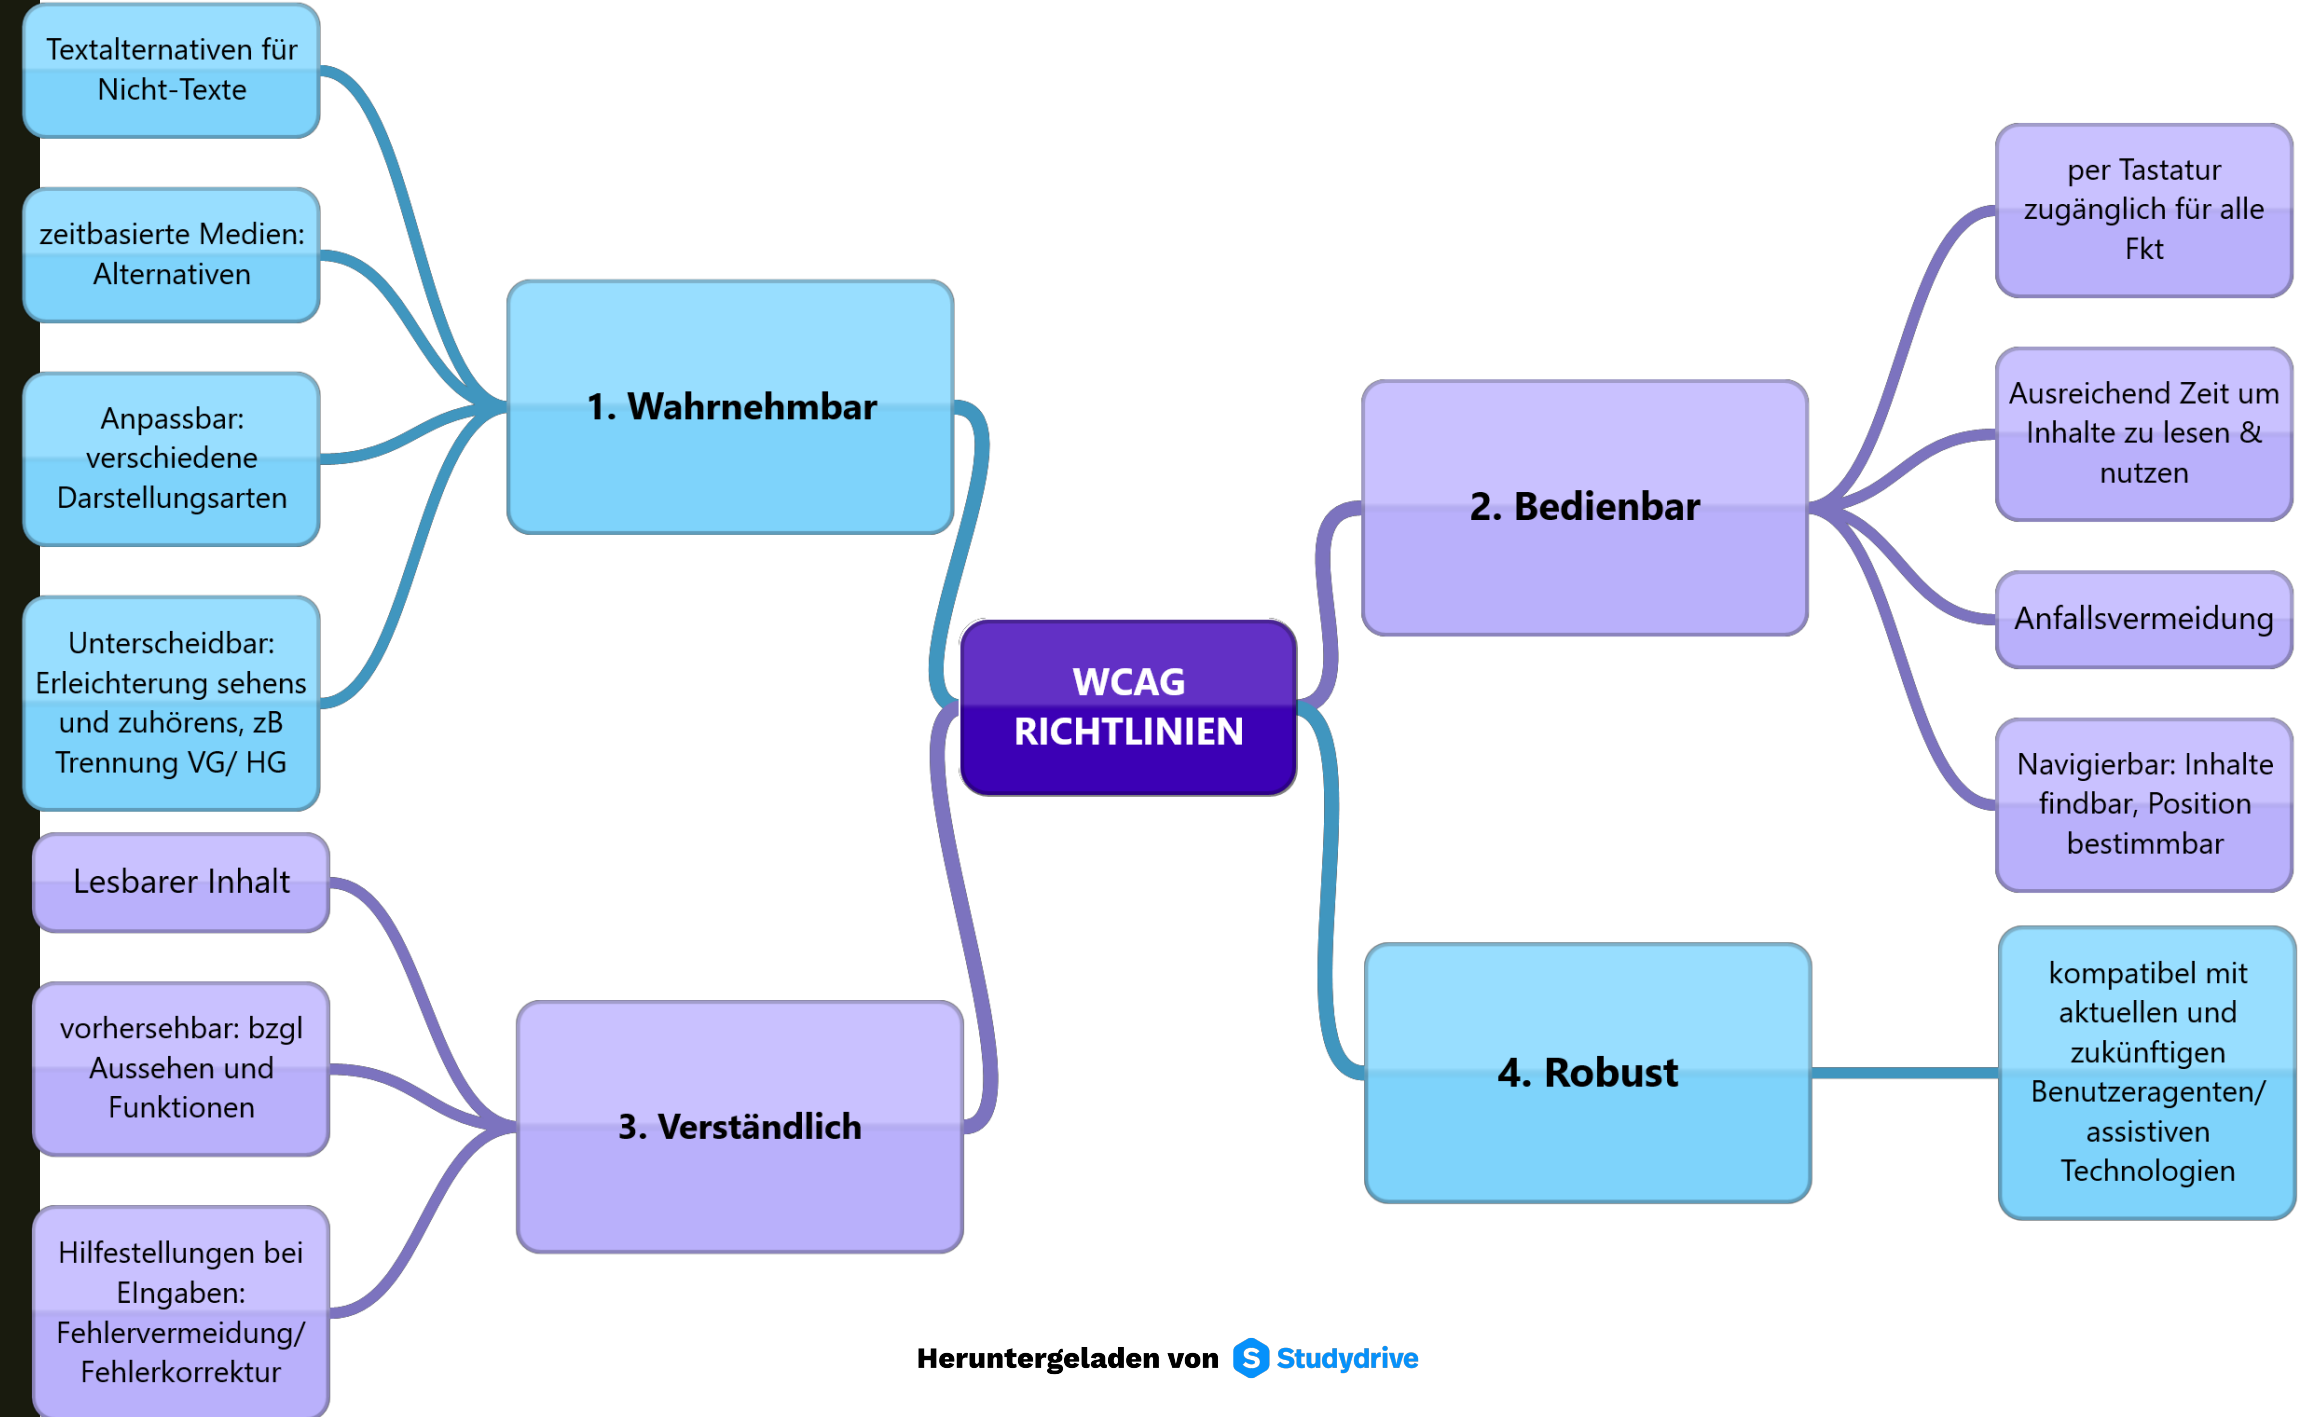 Textalternativen für
Nicht-Texte
zeitbasierte Medien:
Alternativen
Anpassbar:
verschiedene
Darstellungsarten
Unterscheidbar:
Erleichterung sehens
und zuhörens, zB
Trennung VG/ HG
1. Wahrnehmbar
WCAG
RICHTLINIEN
2. Bedienbar
per Tastatur
zugänglich für alle
Fkt
Ausreichend Zeit um
Inhalte zu lesen &
nutzen
Anfallsvermeidung
Navigierbar: Inhalte
findbar, Position
bestimmbar
Lesbarer Inhalt
vorhersehbar: bzgl
Aussehen und
Funktionen
Hilfestellungen bei
EIngaben:
Fehlervermeidung/
Fehlerkorrektur
3. Verständlich
4. Robust
kompatibel mit
aktuellen und
zukünftigen
Benutzeragenten/
assistiven
Technologien
Heruntergeladen von S Studydrive